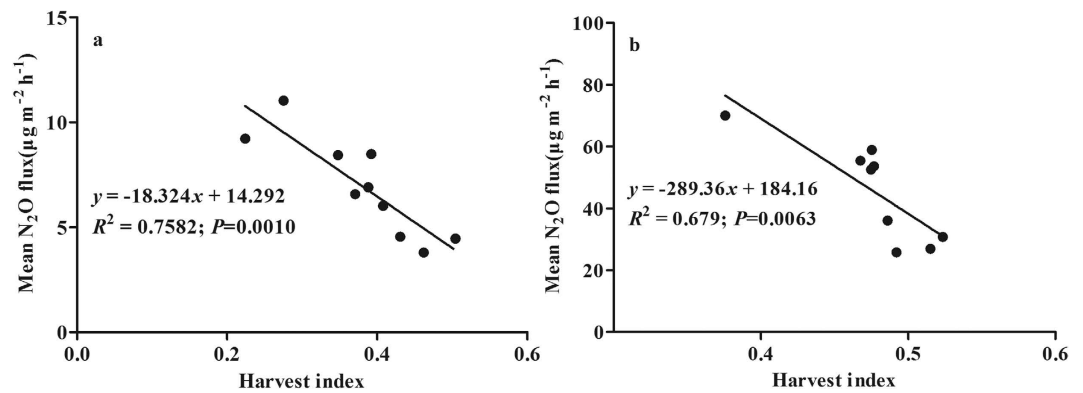 a
15
10
5
0
0.0 0.2 0.4 0.6
Mean N₂O flux(μg m⁻² h⁻¹)
y = -18.324x + 14.292
R² = 0.7582; P=0.0010
Harvest index
b
100
80
60
40
20
0
0.4 0.5 0.6
Mean N₂O flux(μg m⁻² h⁻¹)
y = -289.36x + 184.16
R² = 0.679; P=0.0063
Harvest index